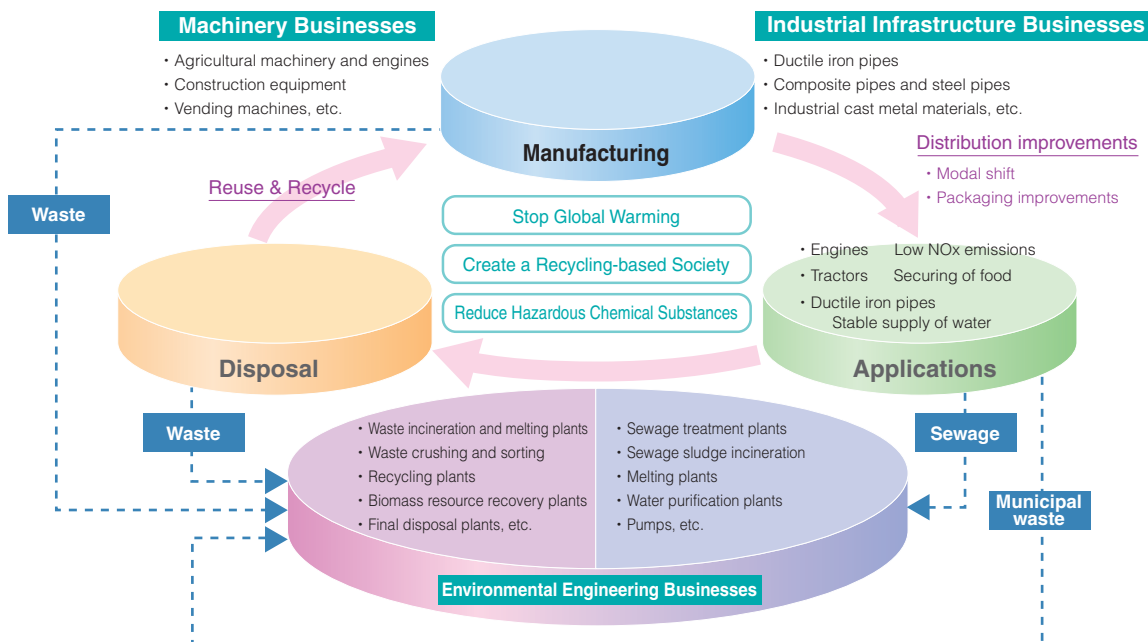 Machinery Businesses
・Agricultural machinery and engines
・Construction equipment
・Vending machines, etc.
Industrial Infrastructure Businesses
・Ductile iron pipes
・Composite pipes and steel pipes
・Industrial cast metal materials, etc.
Manufacturing
Distribution improvements
・Modal shift
・Packaging improvements
Reuse & Recycle
Waste
Stop Global Warming
Create a Recycling-based Society
Reduce Hazardous Chemical Substances
・Engines Low NOx emissions
・Tractors Securing of food
・Ductile iron pipes
Stable supply of water
Disposal
Applications
Waste
Sewage
Municipal
waste
・Waste incineration and melting plants
・Waste crushing and sorting
・Recycling plants
・Biomass resource recovery plants
・Final disposal plants, etc.
・Sewage treatment plants
・Sewage sludge incineration
・Melting plants
・Water purification plants
・Pumps, etc.
Environmental Engineering Businesses